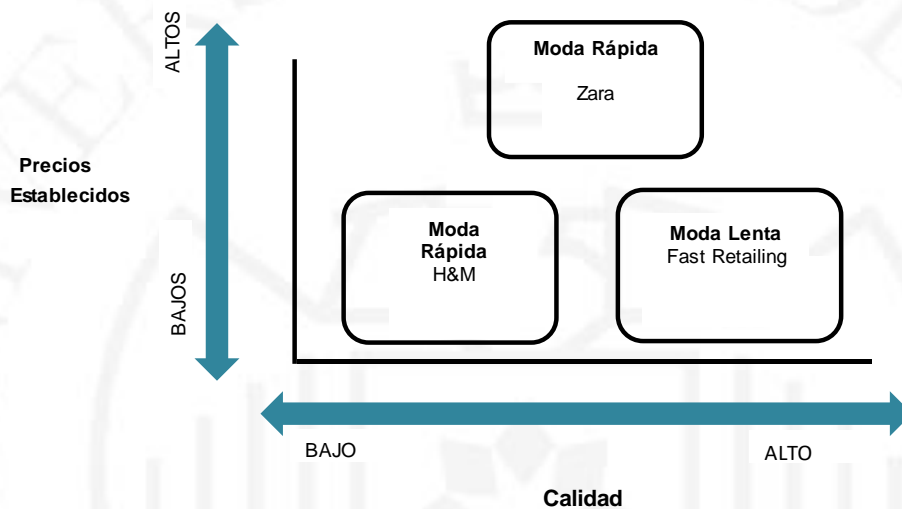 ALTOS
Moda Rápida
Zara
Precios
Establecidos
Moda
Rápida
H&M
Moda Lenta
Fast Retailing
BAJOS
BAJO
ALTO
Calidad